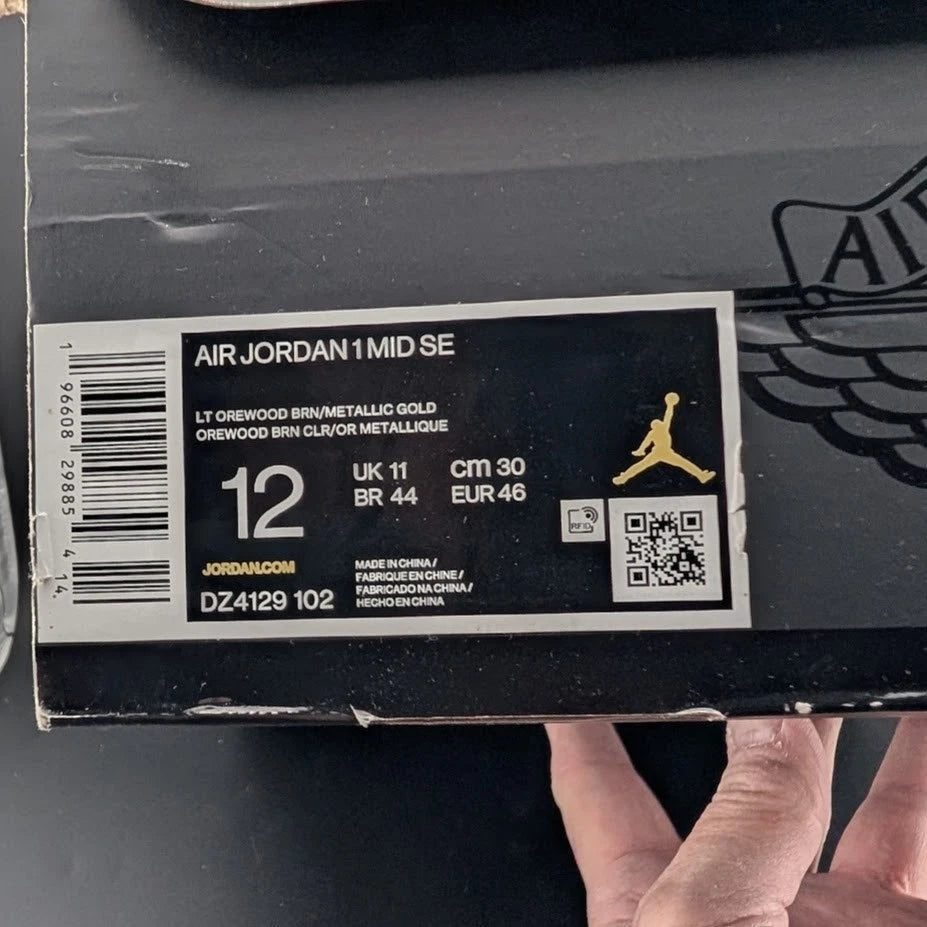 AIR
AIR JORDAN 1 MID SE
LT OREWOOD BRN/METALLIC GOLD
OREWOOD BRN CLR/OR METALLIQUE
12
UK 11
cm 30
BR 44
EUR 46
RFID
JORDAN.COM
DZ4129 102
MADE IN CHINA /
FABRIQUE EN CHINE /
FABRICADO NA CHINA /
HECHO EN CHINA
1 96608 29885 4 14